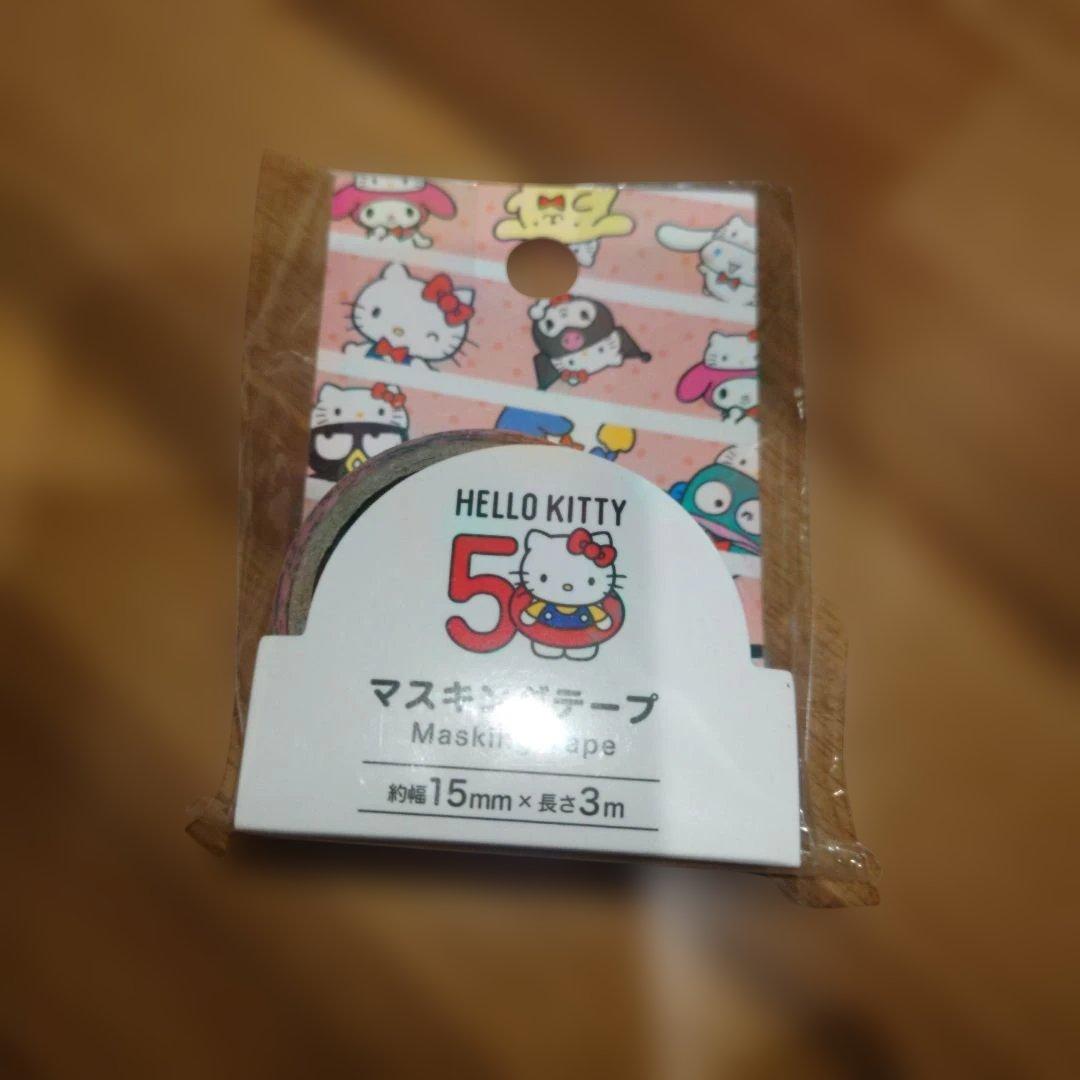 HELLO KITTY
50
マスキングテープ
Masking Tape
約幅15mm×長さ3m